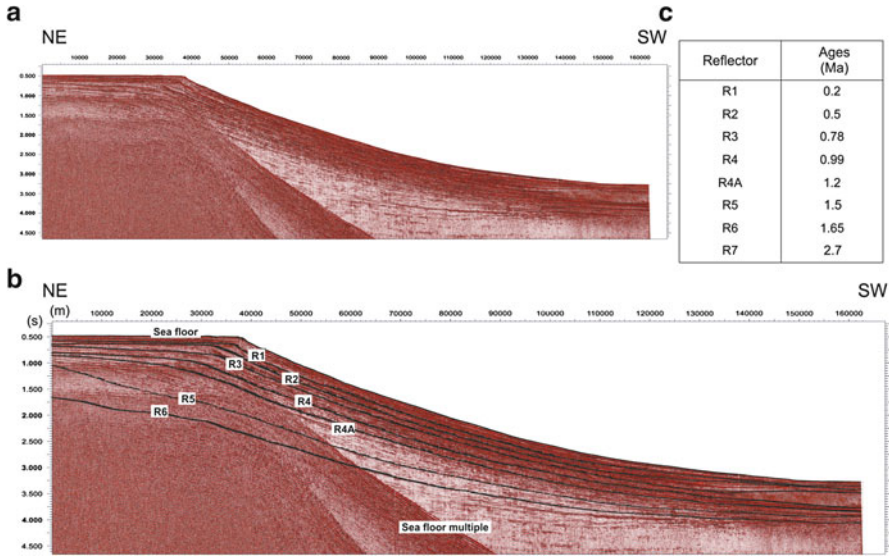 a
NE
SW
10000 20000 30000 40000 50000 60000 70000 80000 90000 100000 110000 120000 130000 140000 150000 160000
0.500
1.000
1.500
2.000
2.500
3.000
3.500
4.000
4.500
c
Reflector Ages (Ma)
R1 0.2
R2 0.5
R3 0.78
R4 0.99
R4A 1.2
R5 1.5
R6 1.65
R7 2.7
b
NE
SW
(s) (m) 10000 20000 30000 40000 50000 60000 70000 80000 90000 100000 110000 120000 130000 140000 150000 160000
0.500
1.000
1.500
2.000
2.500
3.000
3.500
4.000
4.500
Sea floor
R1
R3
R2
R5
R4
R6
R4A
Sea floor multiple